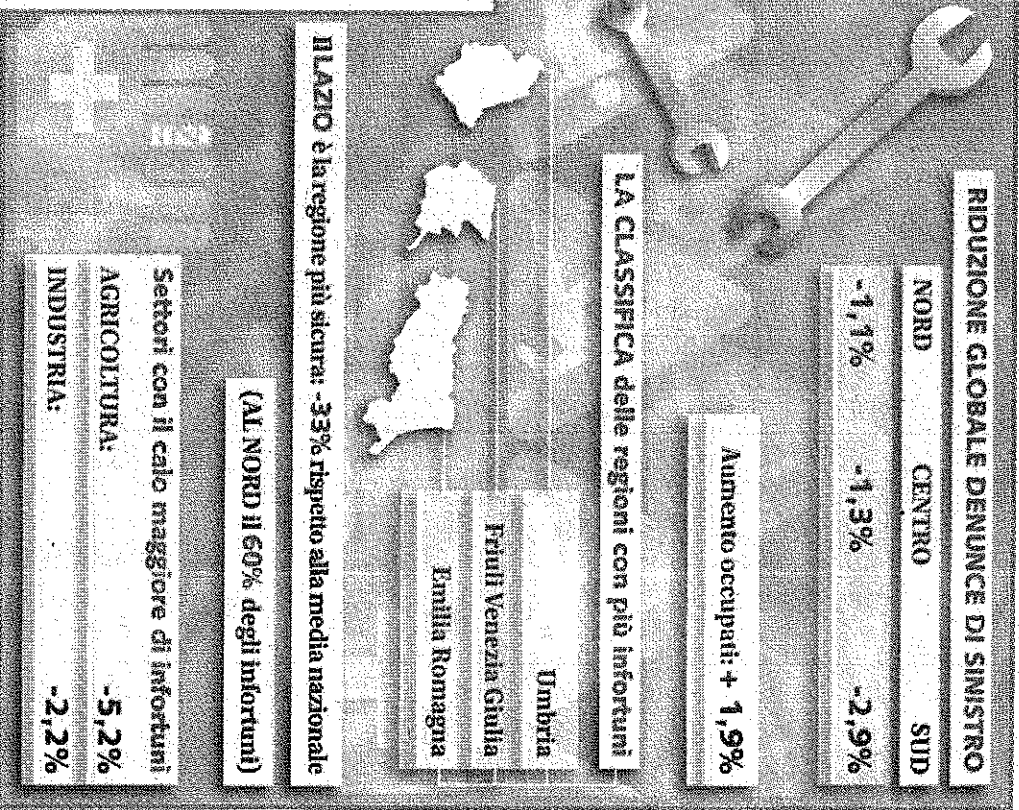 RIDUZIONE GLOBALE DENUNCE DI SINISTRO
NORD CENTRO SUD
-1,1% -1,3% -2,9%
Aumento occupati: + 1,9%
LA CLASSIFICA delle regioni con più infortuni
Umbria
Friuli Venezia Giulia
Emilia Romagna
Il LAZIO è la regione più sicura: -33% rispetto alla media nazionale
(AL NORD il 60% degli infortuni)
Settori con il calo maggiore di infortuni
AGRICOLTURA: -5,2%
INDUSTRIA: -2,2%